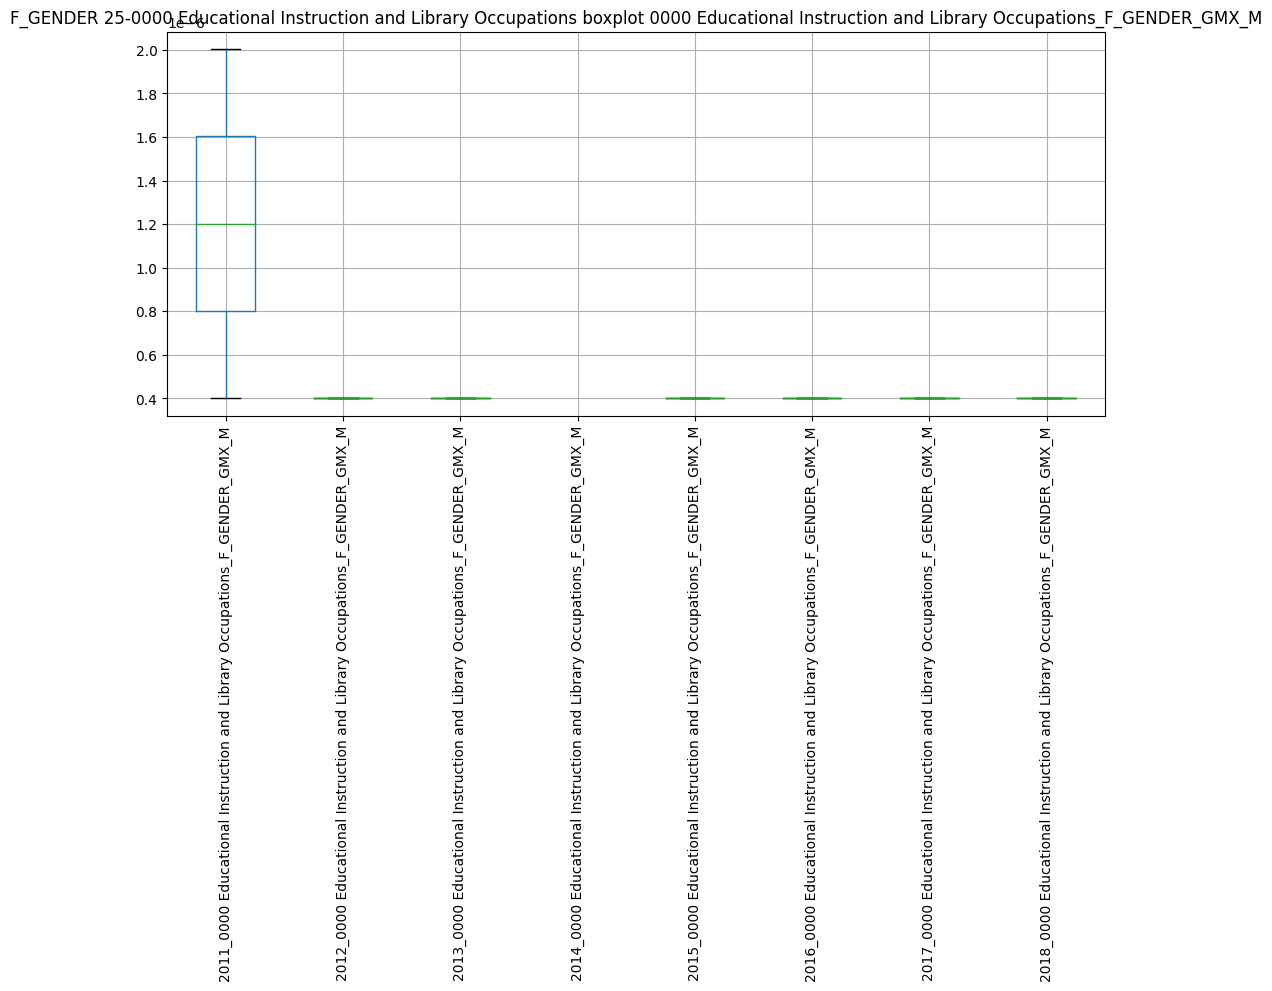 F_GENDER 25-0000 Educational Instruction and Library Occupations boxplot 0000 Educational Instruction and Library Occupations_F_GENDER_GMX_M
1e−6
2.0
1.8
1.6
1.4
1.2
1.0
0.8
0.6
0.4
2011_0000 Educational Instruction and Library Occupations_F_GENDER_GMX_M
2012_0000 Educational Instruction and Library Occupations_F_GENDER_GMX_M
2013_0000 Educational Instruction and Library Occupations_F_GENDER_GMX_M
2014_0000 Educational Instruction and Library Occupations_F_GENDER_GMX_M
2015_0000 Educational Instruction and Library Occupations_F_GENDER_GMX_M
2016_0000 Educational Instruction and Library Occupations_F_GENDER_GMX_M
2017_0000 Educational Instruction and Library Occupations_F_GENDER_GMX_M
2018_0000 Educational Instruction and Library Occupations_F_GENDER_GMX_M